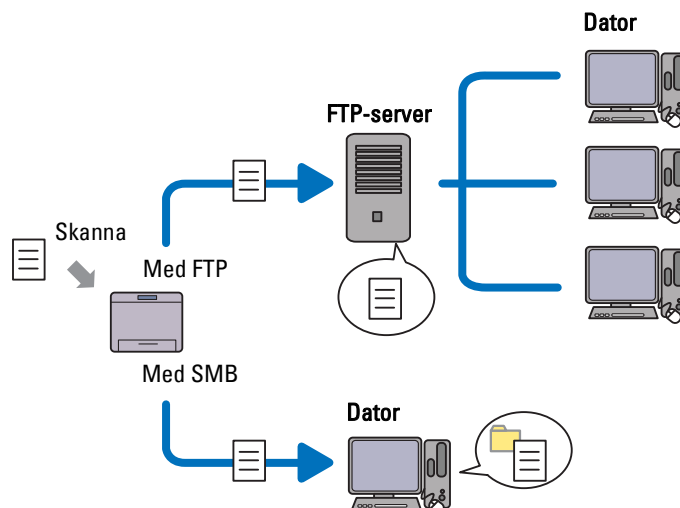 Dator
FTP-server
Skanna
Med FTP
Med SMB
Dator